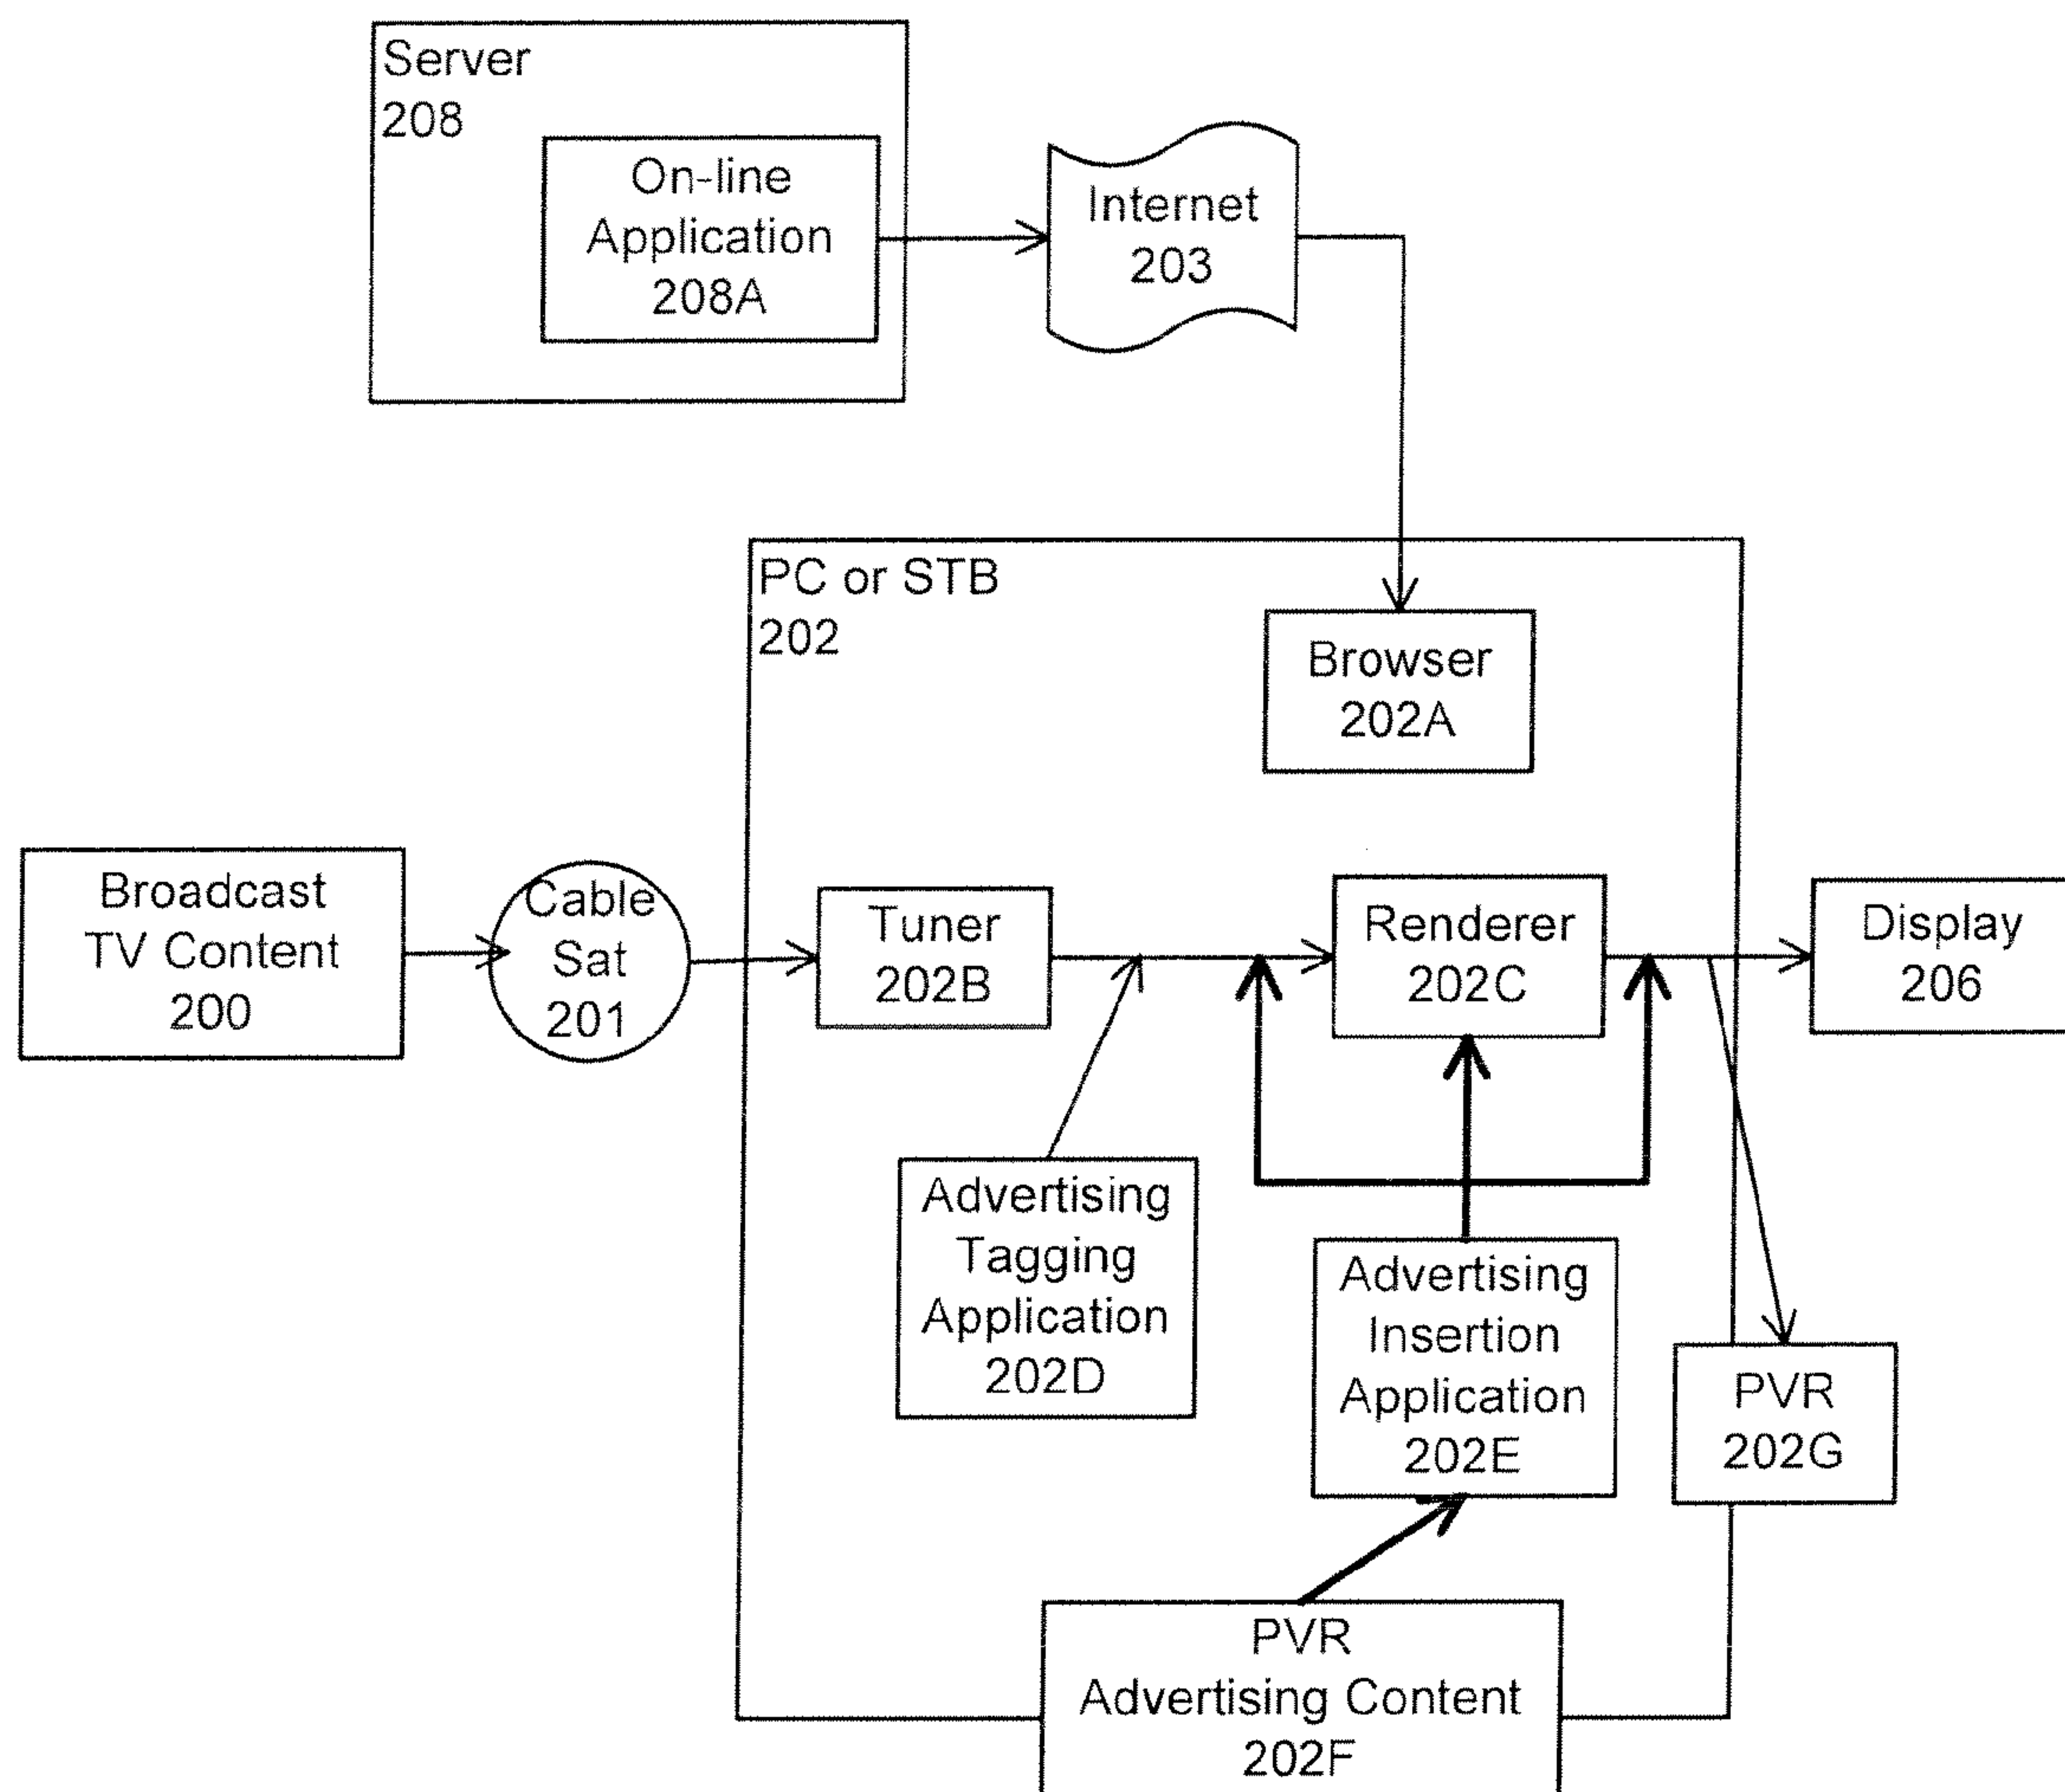 Server
208
On-line
Application
208A
Internet
203
PC or STB
202
Browser
202A
Broadcast
TV Content
200
Cable
Sat
201
Tuner
202B
Renderer
202C
Display
206
Advertising
Tagging
Application
202D
Advertising
Insertion
Application
202E
PVR
202G
PVR
Advertising Content
202F